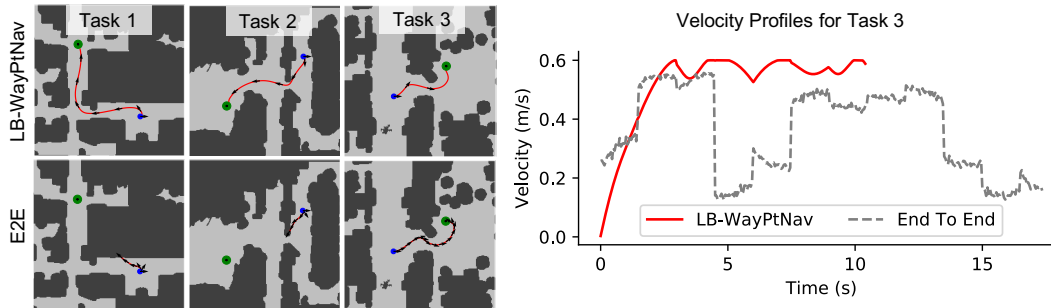 Task 1
Task 2
Task 3
LB-WayPtNav
E2E
Velocity Profiles for Task 3
Velocity (m/s)
0.6
0.4
0.2
0.0
LB-WayPtNav
End To End
0
5
10
15
Time (s)